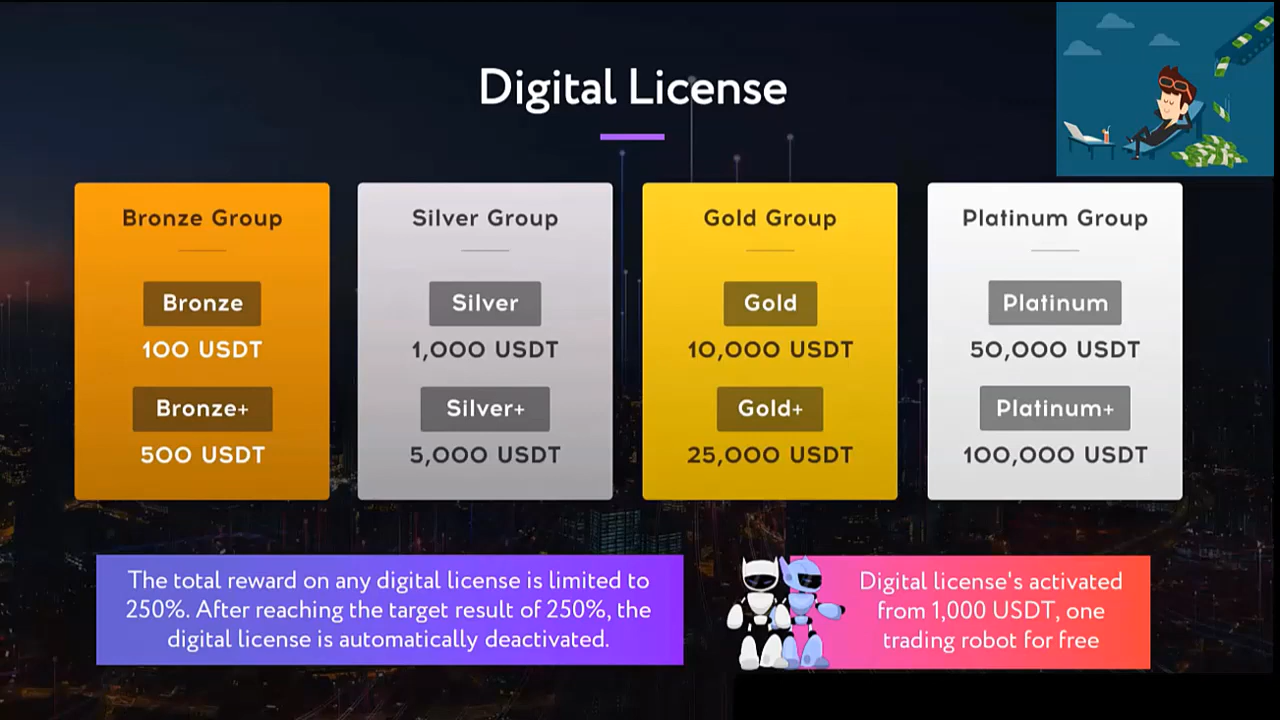 Digital License
Bronze Group
Bronze
100 USDT
Bronze+
500 USDT
Silver Group
Silver
1,000 USDT
Silver+
5,000 USDT
Gold Group
Gold
10,000 USDT
Gold+
25,000 USDT
Platinum Group
Platinum
50,000 USDT
Platinum+
100,000 USDT
The total reward on any digital license is limited to
250%. After reaching the target result of 250%, the
digital license is automatically deactivated.
Digital license's activated
from 1,000 USDT, one
trading robot for free